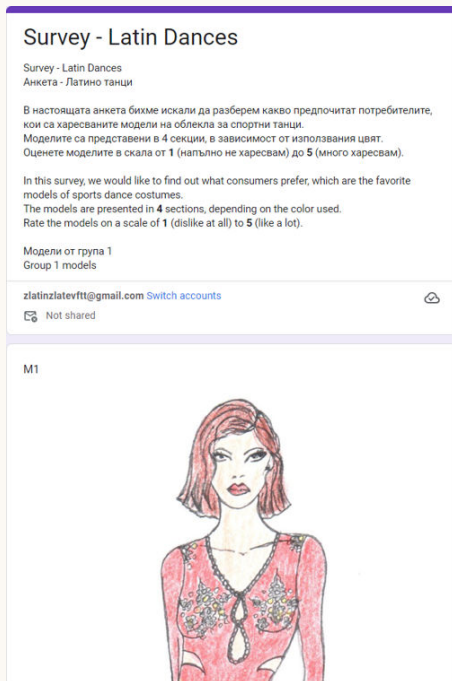 Survey - Latin Dances
Survey - Latin Dances
Анкета - Латино танци
В настоящата анкета бихме искали да разберем какво предпочитат потребителите,
кои са харесваните модели на облекла за спортни танци.
Моделите са представени в 4 секции, в зависимост от използвания цвят.
Оценете моделите в скала от 1 (напълно не харесвам) до 5 (много харесвам).
In this survey, we would like to find out what consumers prefer, which are the favorite
models of sports dance costumes.
The models are presented in 4 sections, depending on the color used.
Rate the models on a scale of 1 (dislike at all) to 5 (like a lot).
Модели от група 1
Group 1 models
zlatinzlatevftt@gmail.com Switch accounts
Not shared
M1